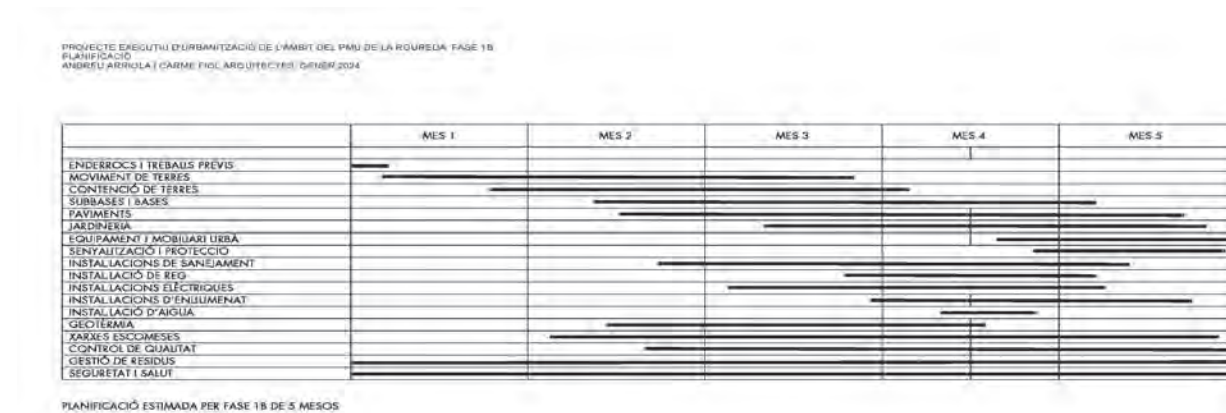 PROJECTE EXECUTIU D'URBANITZACIÓ DE L'ÀMBIT DEL PMU DE LA ROUREDA. FASE 1B
PLANIFICACIÓ
ANDREU ARRIOLA I CARME FIOL ARQUITECTES. GENER 2024
MES 1 MES 2 MES 3 MES 4 MES 5
ENDERROCS I TREBALLS PREVIS
MOVIMENT DE TERRES
CONTENCIÓ DE TERRES
SUBBASES I BASES
PAVIMENTS
JARDINERIA
EQUIPAMENT I MOBILIARI URBÀ
SENYALITZACIÓ I PROTECCIÓ
INSTAL.LACIONS DE SANEJAMENT
INSTAL.LACIÓ DE REG
INSTAL.LACIONS ELÈCTRIQUES
INSTAL.LACIONS D'ENLLUMENAT
INSTAL.LACIÓ D'AIGUA
GEOTÈRMIA
XARXES ESCOMESES
CONTROL DE QUALITAT
GESTIÓ DE RESIDUS
SEGURETAT I SALUT
PLANIFICACIÓ ESTIMADA PER FASE 1B DE 5 MESOS